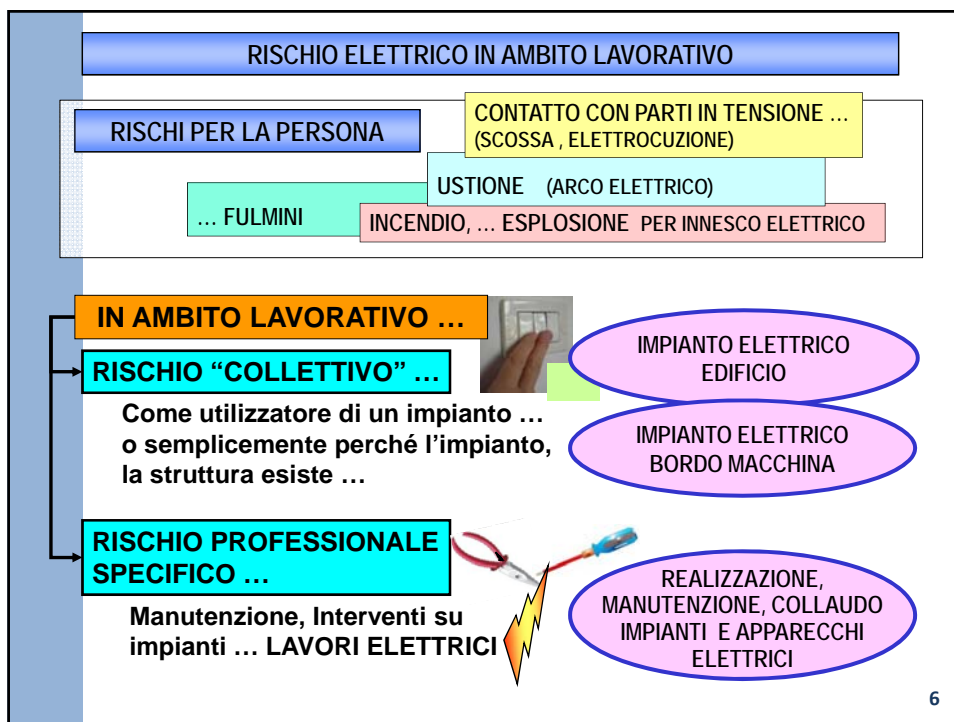 RISCHIO ELETTRICO IN AMBITO LAVORATIVO
RISCHI PER LA PERSONA
CONTATTO CON PARTI IN TENSIONE …
(SCOSSA , ELETTROCUZIONE)
USTIONE (ARCO ELETTRICO)
… FULMINI
INCENDIO, … ESPLOSIONE PER INNESCO ELETTRICO
IN AMBITO LAVORATIVO …
RISCHIO “COLLETTIVO” …
Come utilizzatore di un impianto …
o semplicemente perché l’impianto,
la struttura esiste …
IMPIANTO ELETTRICO
EDIFICIO
IMPIANTO ELETTRICO
BORDO MACCHINA
RISCHIO PROFESSIONALE
SPECIFICO …
Manutenzione, Interventi su
impianti … LAVORI ELETTRICI
REALIZZAZIONE,
MANUTENZIONE, COLLAUDO
IMPIANTI E APPARECCHI
ELETTRICI
6